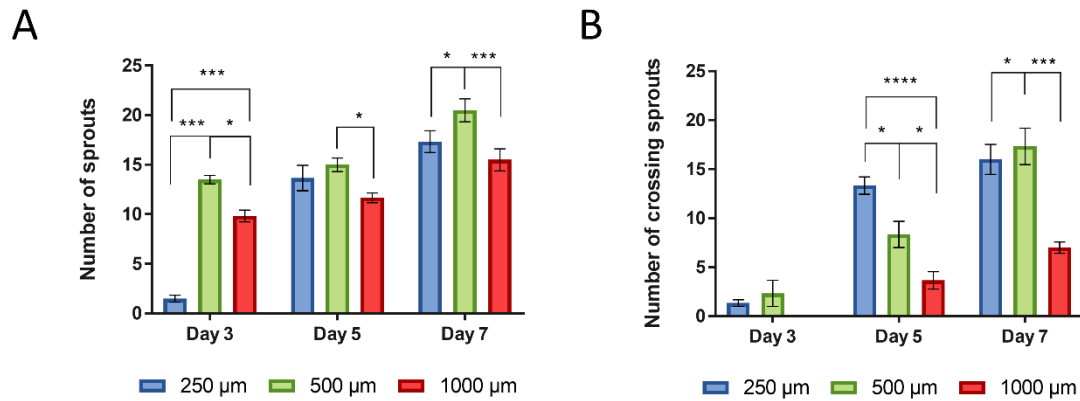 A
Number of sprouts
25
20
15
10
5
0
***
*** *
*
* ***
Day 3 Day 5 Day 7
250 µm 500 µm 1000 µm
B
Number of crossing sprouts
25
20
15
10
5
0
****
* *
* ***
Day 3 Day 5 Day 7
250 µm 500 µm 1000 µm